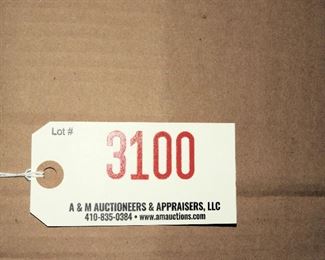 Lot #
3100
A & M AUCTIONEERS & APPRAISERS, LLC
410-835-0384 • www.amauctions.com